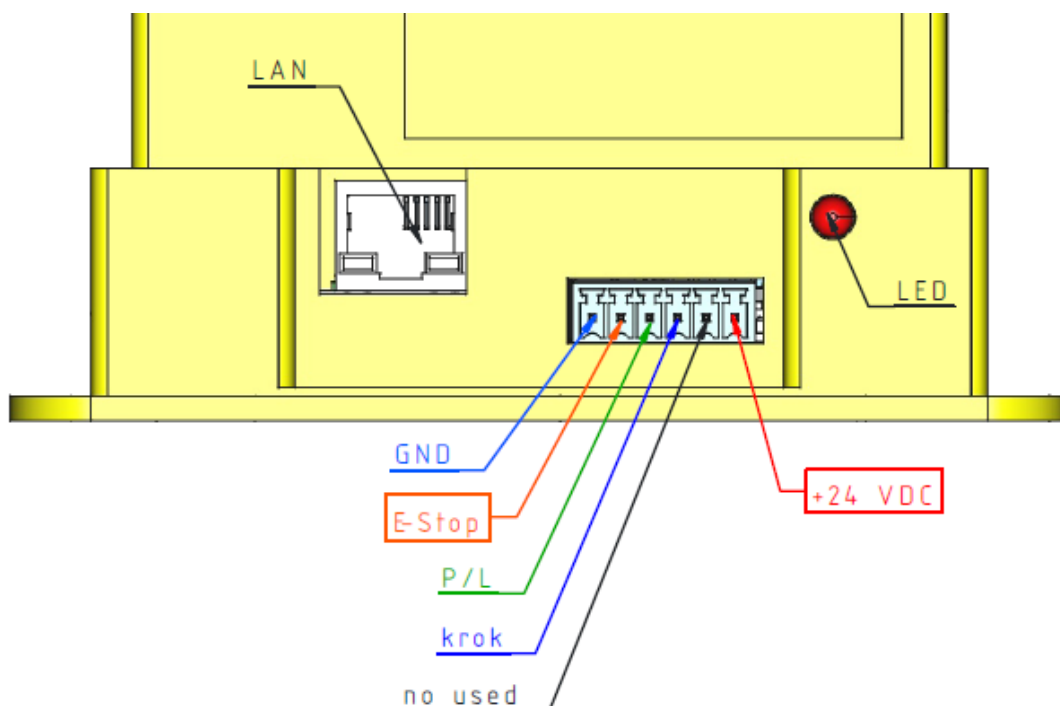 LAN
LED
GND
+24 VDC
E-Stop
P/L
krok
no used